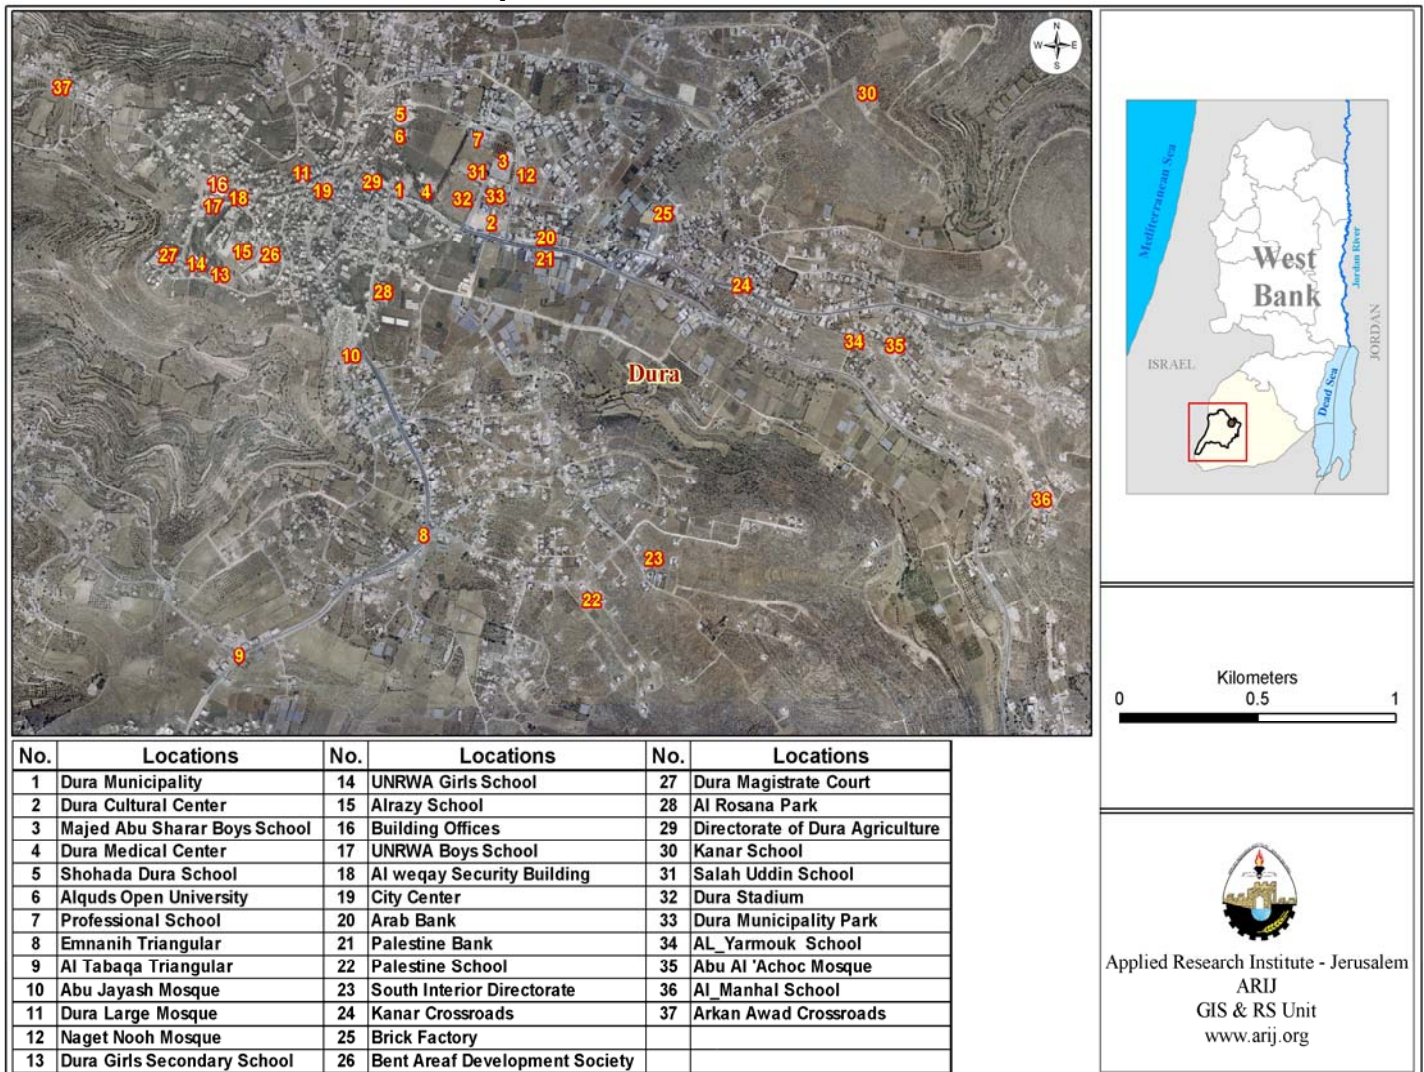 N
W E
S
37
30
5
6
7
3
31
12
11
29
1
4
16
18
19
32
33
17
2
25
20
15
26
27
14
13
21
24
28
34
35
10
Dura
36
8
23
22
9
Mediterranean Sea
West
Bank
Jordan River
JORDAN
ISRAEL
Dead Sea
Kilometers
0 0.5 1
No. Locations No. Locations No. Locations
1 Dura Municipality 14 UNRWA Girls School 27 Dura Magistrate Court
2 Dura Cultural Center 15 Alrazy School 28 Al Rosana Park
3 Majed Abu Sharar Boys School 16 Building Offices 29 Directorate of Dura Agriculture
4 Dura Medical Center 17 UNRWA Boys School 30 Kanar School
5 Shohada Dura School 18 Al weqay Security Building 31 Salah Uddin School
6 Alquds Open University 19 City Center 32 Dura Stadium
7 Professional School 20 Arab Bank 33 Dura Municipality Park
8 Emnanih Triangular 21 Palestine Bank 34 AL_Yarmouk School
9 Al Tabaqa Triangular 22 Palestine School 35 Abu Al 'Achoc Mosque
10 Abu Jayash Mosque 23 South Interior Directorate 36 Al_Manhal School
11 Dura Large Mosque 24 Kanar Crossroads 37 Arkan Awad Crossroads
12 Naget Nooh Mosque 25 Brick Factory
13 Dura Girls Secondary School 26 Bent Areaf Development Society
Applied Research Institute - Jerusalem
ARIJ
GIS & RS Unit
www.arij.org